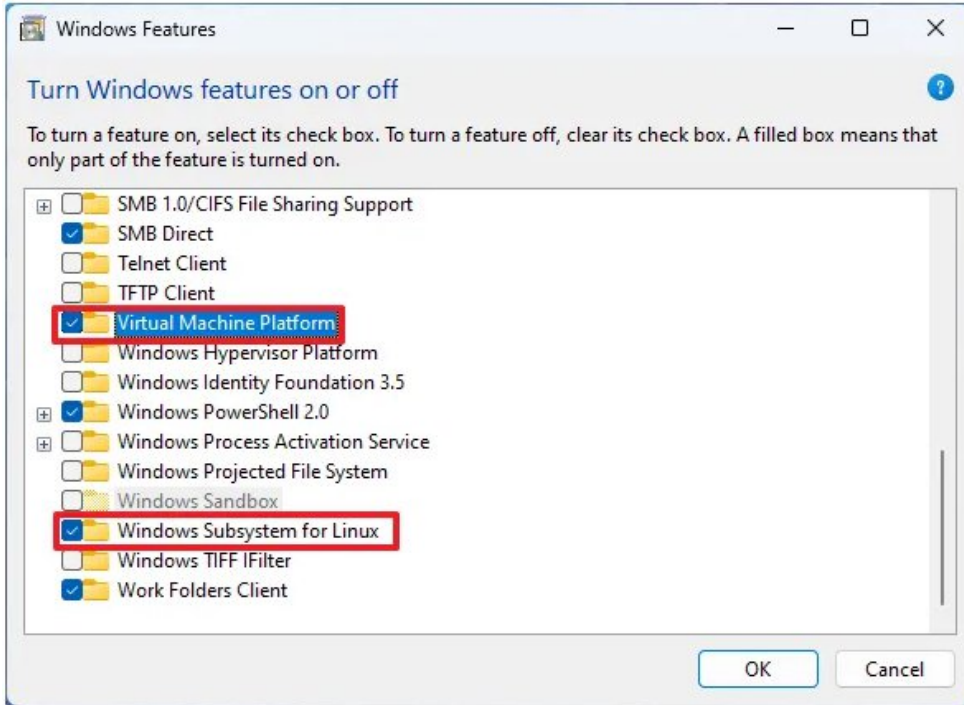 Windows Features
Turn Windows features on or off
To turn a feature on, select its check box. To turn a feature off, clear its check box. A filled box means that
only part of the feature is turned on.
SMB 1.0/CIFS File Sharing Support
SMB Direct
Telnet Client
TFTP Client
Virtual Machine Platform
Windows Hypervisor Platform
Windows Identity Foundation 3.5
Windows PowerShell 2.0
Windows Process Activation Service
Windows Projected File System
Windows Sandbox
Windows Subsystem for Linux
Windows TIFF IFilter
Work Folders Client
OK Cancel